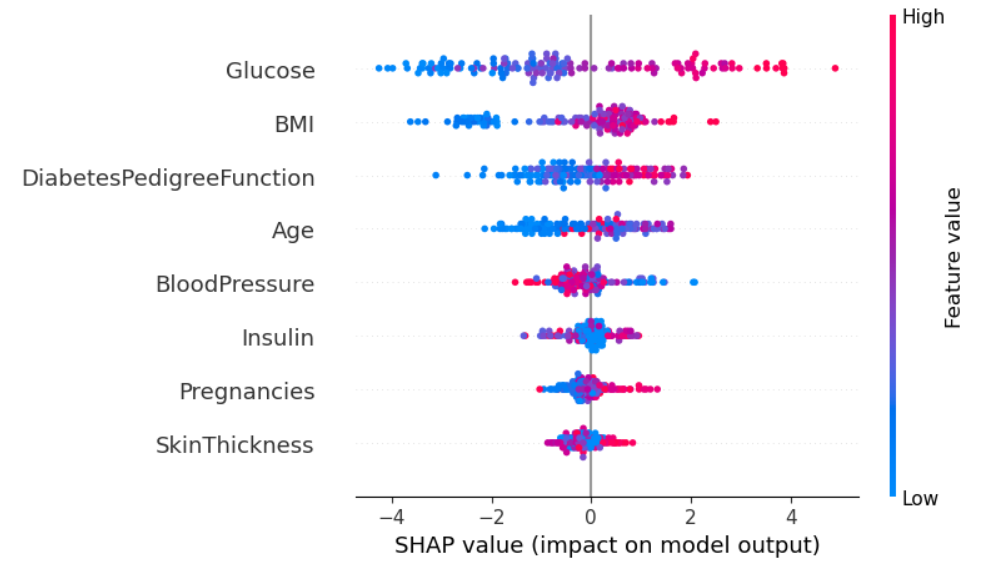 High
Glucose
BMI
DiabetesPedigreeFunction
Age
BloodPressure
Insulin
Pregnancies
SkinThickness
Feature value
Low
−4 −2 0 2 4
SHAP value (impact on model output)